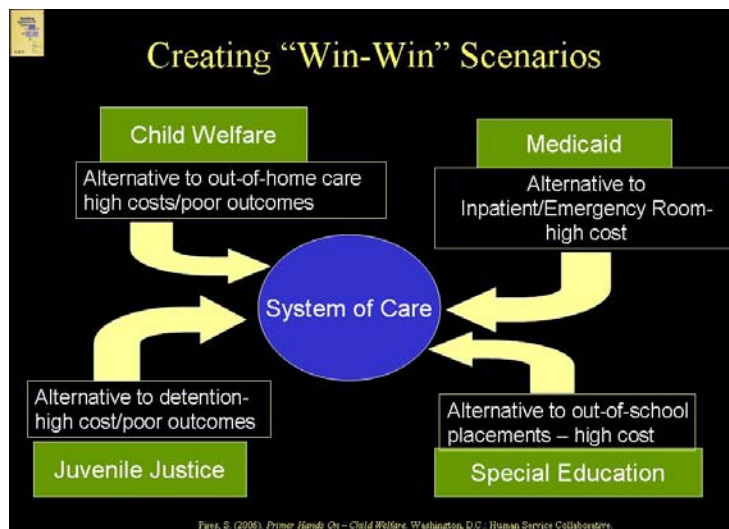 Creating “Win-Win” Scenarios
Child Welfare
Alternative to out-of-home care
high costs/poor outcomes
Medicaid
Alternative to
Inpatient/Emergency Room-
high cost
System of Care
Alternative to detention-
high cost/poor outcomes
Juvenile Justice
Alternative to out-of-school
placements – high cost
Special Education
Pires, S. (2006). Primer Hands On – Child Welfare. Washington, D.C.: Human Service Collaborative.